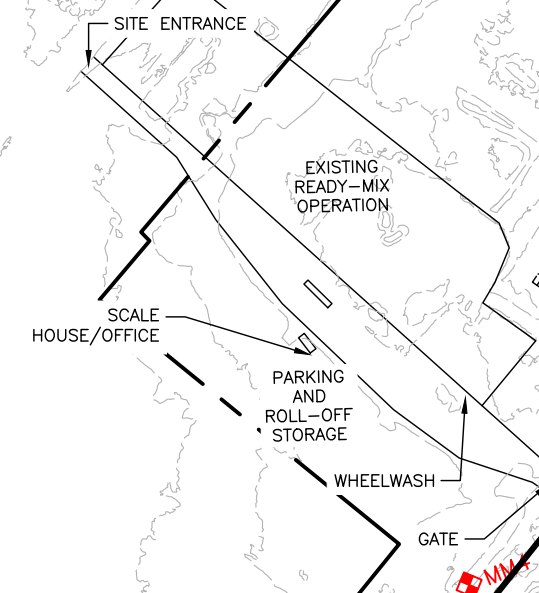 SITE ENTRANCE
EXISTING
READY-MIX
OPERATION
SCALE
HOUSE/OFFICE
PARKING
AND
ROLL-OFF
STORAGE
WHEELWASH
GATE